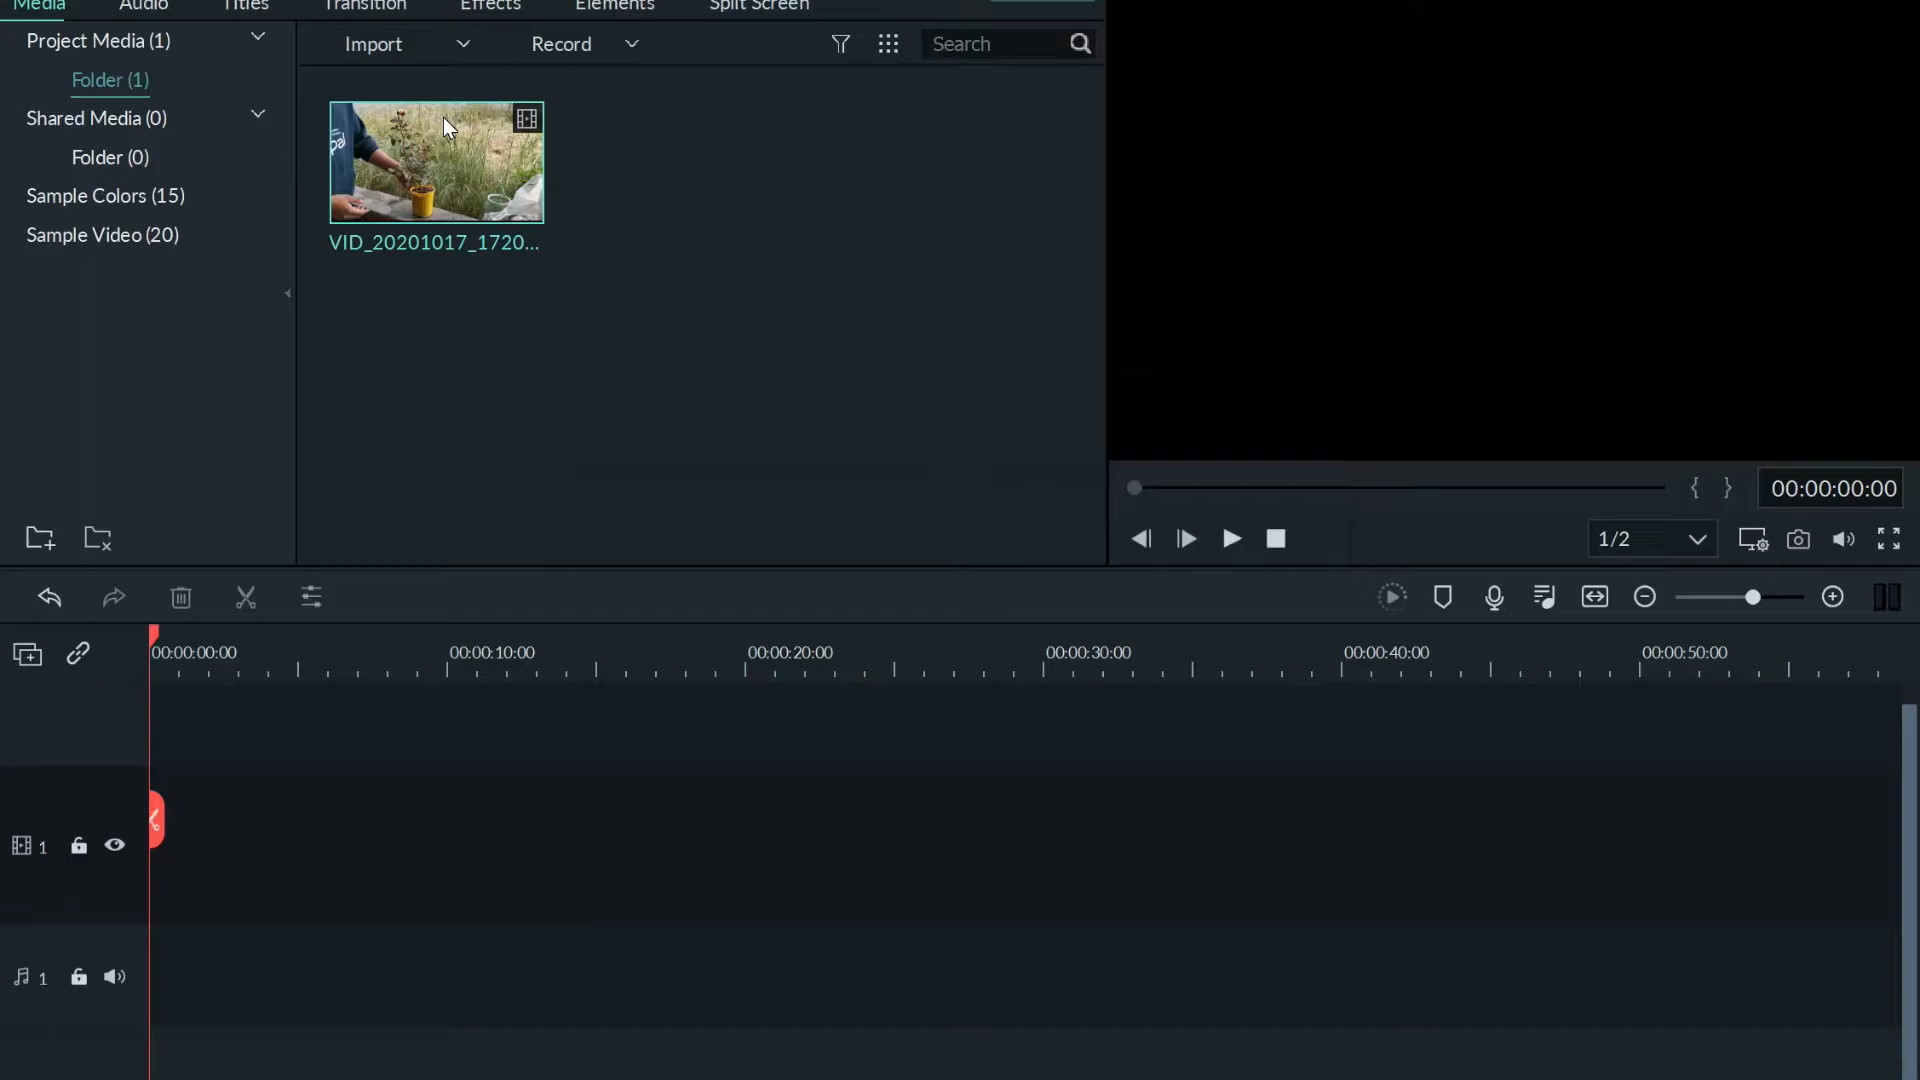 Media Audio Titles Transition Effects Elements Split Screen
Project Media (1)
Import Record Search
Folder (1)
Shared Media (0)
Folder (0)
Sample Colors (15)
Sample Video (20)
pal
VID_20201017_1720...
00:00:00:00
1/2
00:00:00:00 00:00:10:00 00:00:20:00 00:00:30:00 00:00:40:00 00:00:50:00
1
1